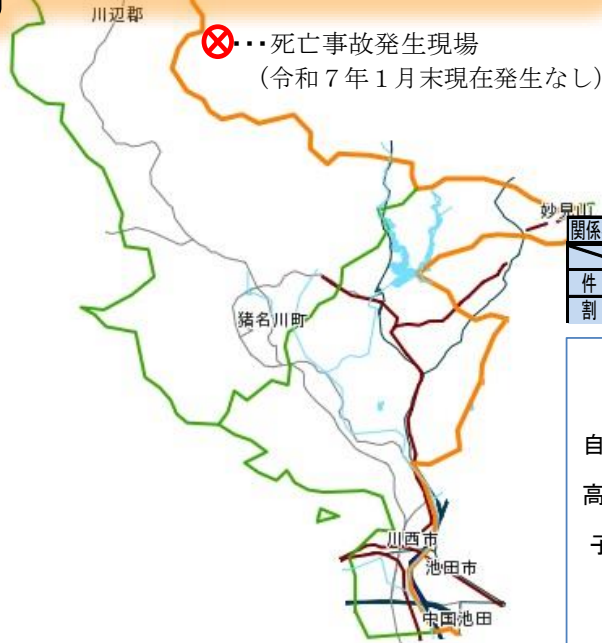 川辺郡
⊗･･･死亡事故発生現場
（令和７年１月末現在発生なし）
妙見山
関係
件
割
猪名川町
自
高
子
川西市
池田市
中国池田